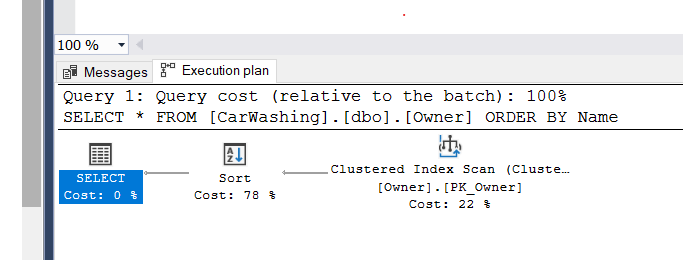 100 %
Messages Execution plan
Query 1: Query cost (relative to the batch): 100%
SELECT * FROM [CarWashing].[dbo].[Owner] ORDER BY Name
SELECT
Cost: 0 %
Sort
Cost: 78 %
Clustered Index Scan (Cluste…
[Owner].[PK_Owner]
Cost: 22 %